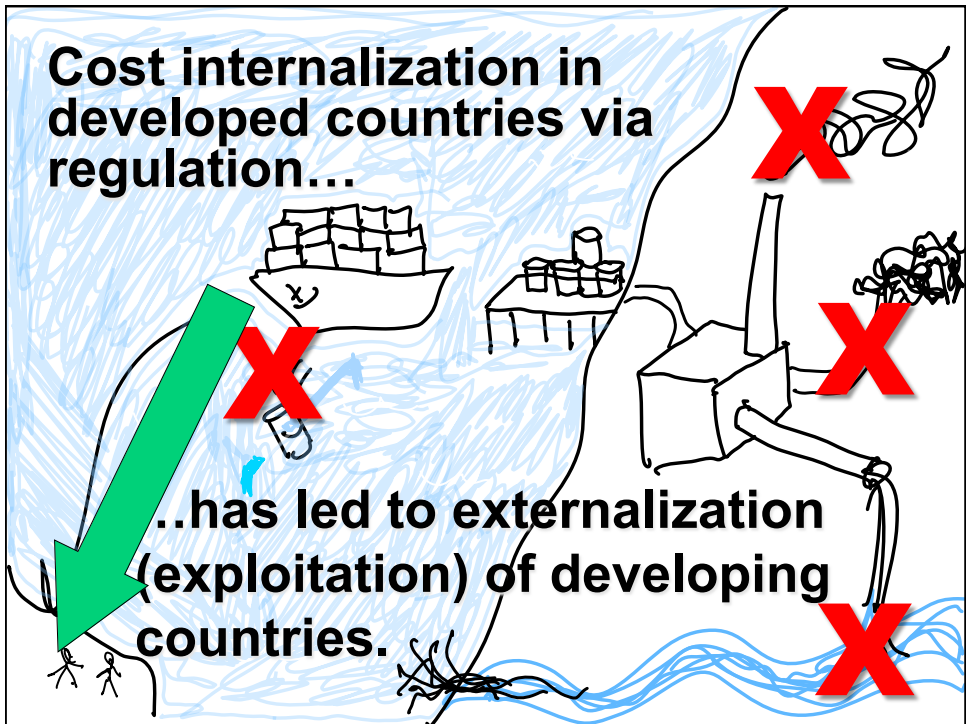 Cost internalization in
developed countries via
regulation…
X
X
X
…has led to externalization
(exploitation) of developing
countries.
X